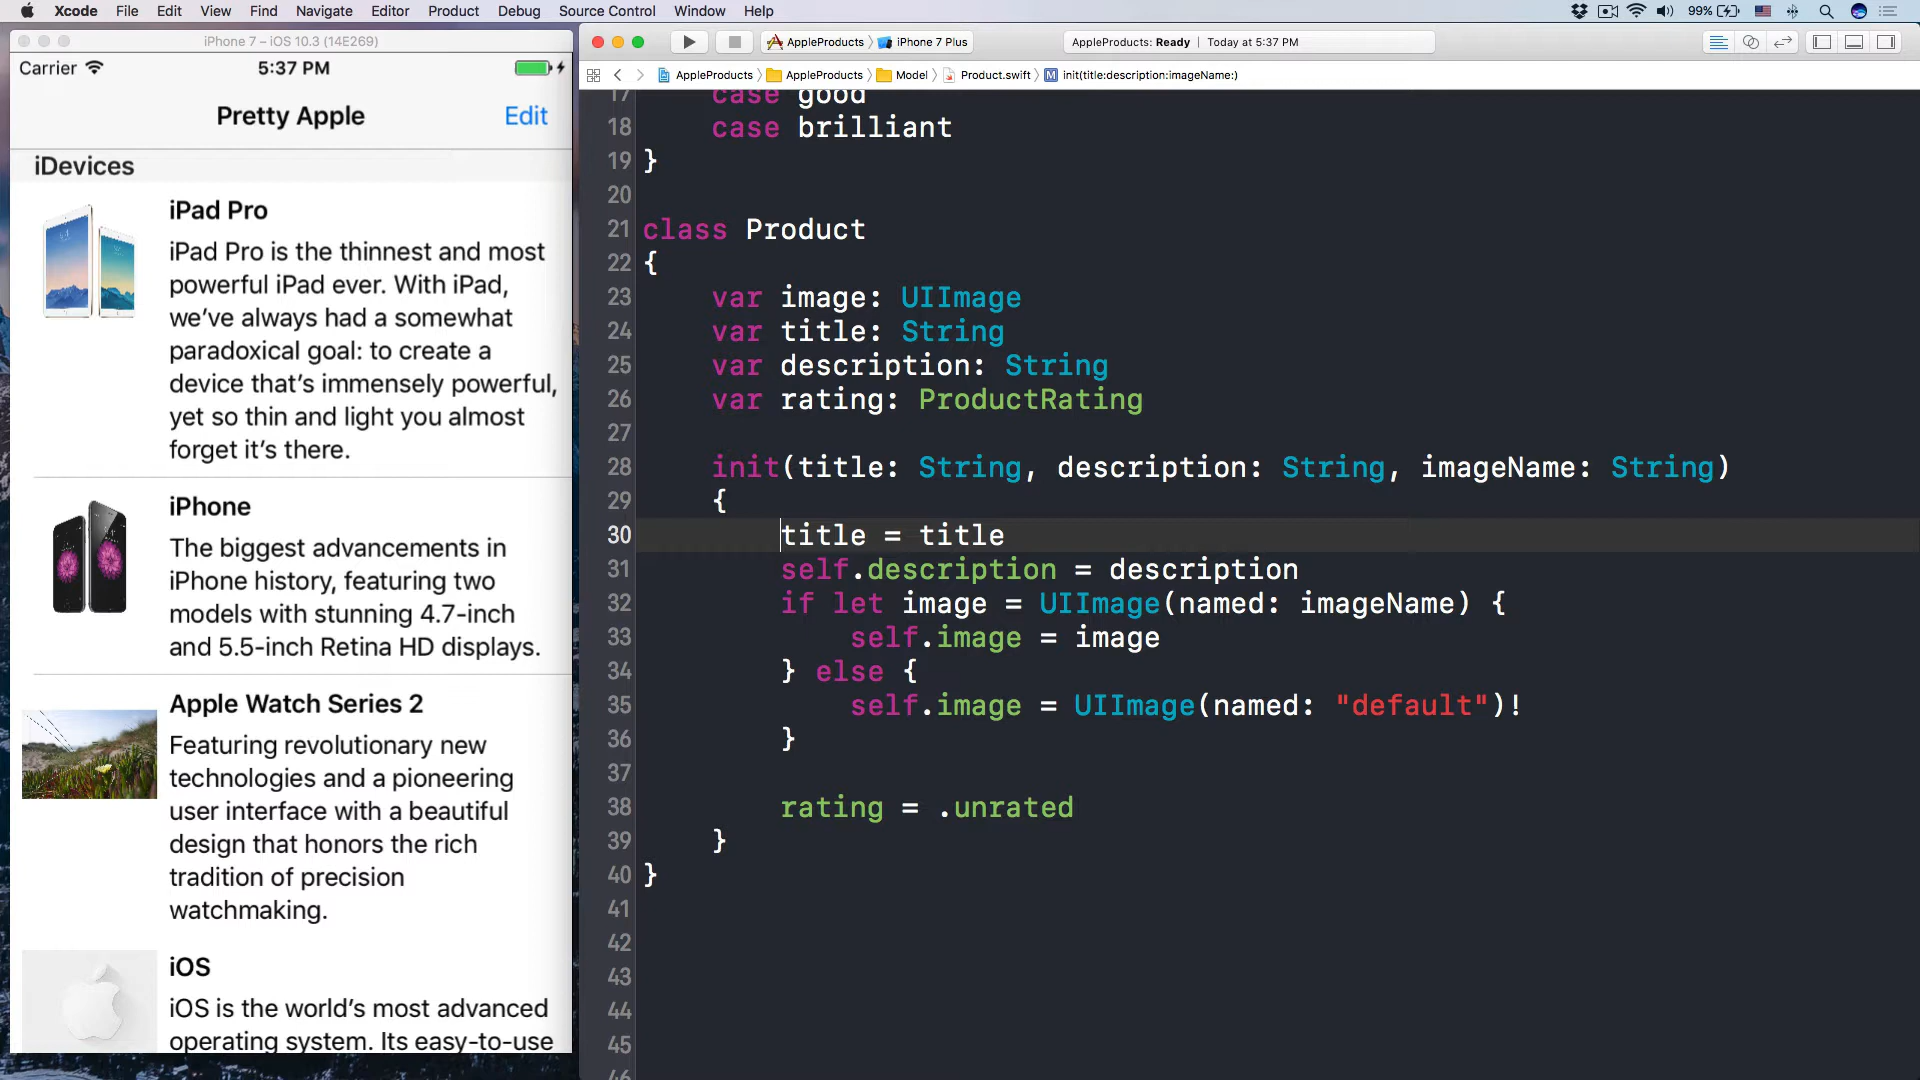 Xcode File Edit View Find Navigate Editor Product Debug Source Control Window Help 99%
iPhone 7 – iOS 10.3 (14E269)
Carrier 5:37 PM
Pretty Apple Edit
iDevices
iPad Pro
iPad Pro is the thinnest and most
powerful iPad ever. With iPad,
we’ve always had a somewhat
paradoxical goal: to create a
device that’s immensely powerful,
yet so thin and light you almost
forget it’s there.
iPhone
The biggest advancements in
iPhone history, featuring two
models with stunning 4.7-inch
and 5.5-inch Retina HD displays.
Apple Watch Series 2
Featuring revolutionary new
technologies and a pioneering
user interface with a beautiful
design that honors the rich
tradition of precision
watchmaking.
iOS
iOS is the world’s most advanced
operating system. Its easy-to-use
AppleProducts iPhone 7 Plus AppleProducts: Ready | Today at 5:37 PM
AppleProducts AppleProducts Model Product.swift M init(title:description:imageName:)
17 case good
18 case brilliant
19 }
20
21 class Product
22 {
23 var image: UIImage
24 var title: String
25 var description: String
26 var rating: ProductRating
27
28 init(title: String, description: String, imageName: String)
29 {
30 title = title
31 self.description = description
32 if let image = UIImage(named: imageName) {
33 self.image = image
34 } else {
35 self.image = UIImage(named: "default")!
36 }
37
38 rating = .unrated
39 }
40 }
41
42
43
44
45
46